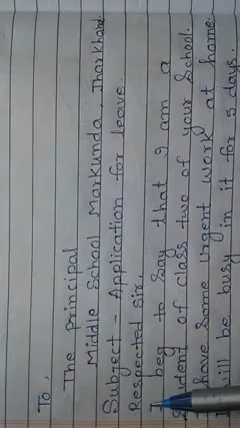 To,
The principal
Middle School Markunda, Jharkhand
Subject - Application for leave.
Respected Sir,
I beg to say that I am a
Student of class two of your School.
I have some urgent work at home.
I will be busy in it for 5 days.